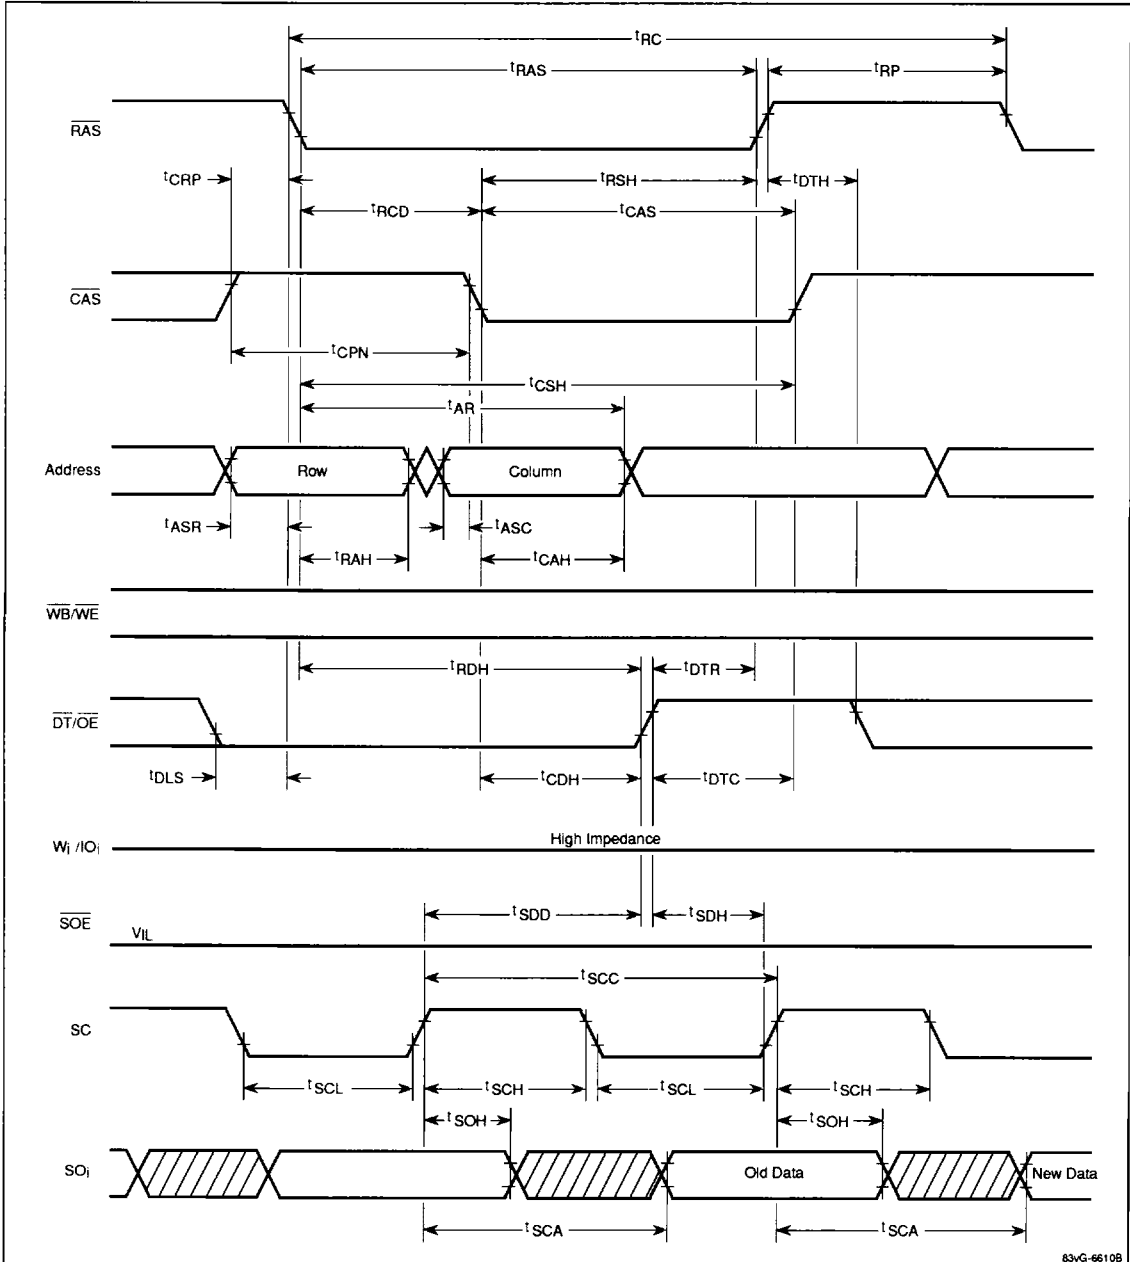 tRC
tRAS
tRP
RAS
tCRP
tRSH
tDTH
tRCD
tCAS
CAS
tCPN
tCSH
tAR
Address
Row
Column
tASR
tASC
tRAH
tCAH
WB/WE
tRDH
tDTR
DT/OE
tDLS
tCDH
tDTC
Wi /IOi
High Impedance
tSDD
tSDH
SOE
VIL
tSCC
SC
tSCL
tSCH
tSCL
tSCH
tSOH
tSOH
SOi
Old Data
New Data
tSCA
tSCA
83vG-6610B